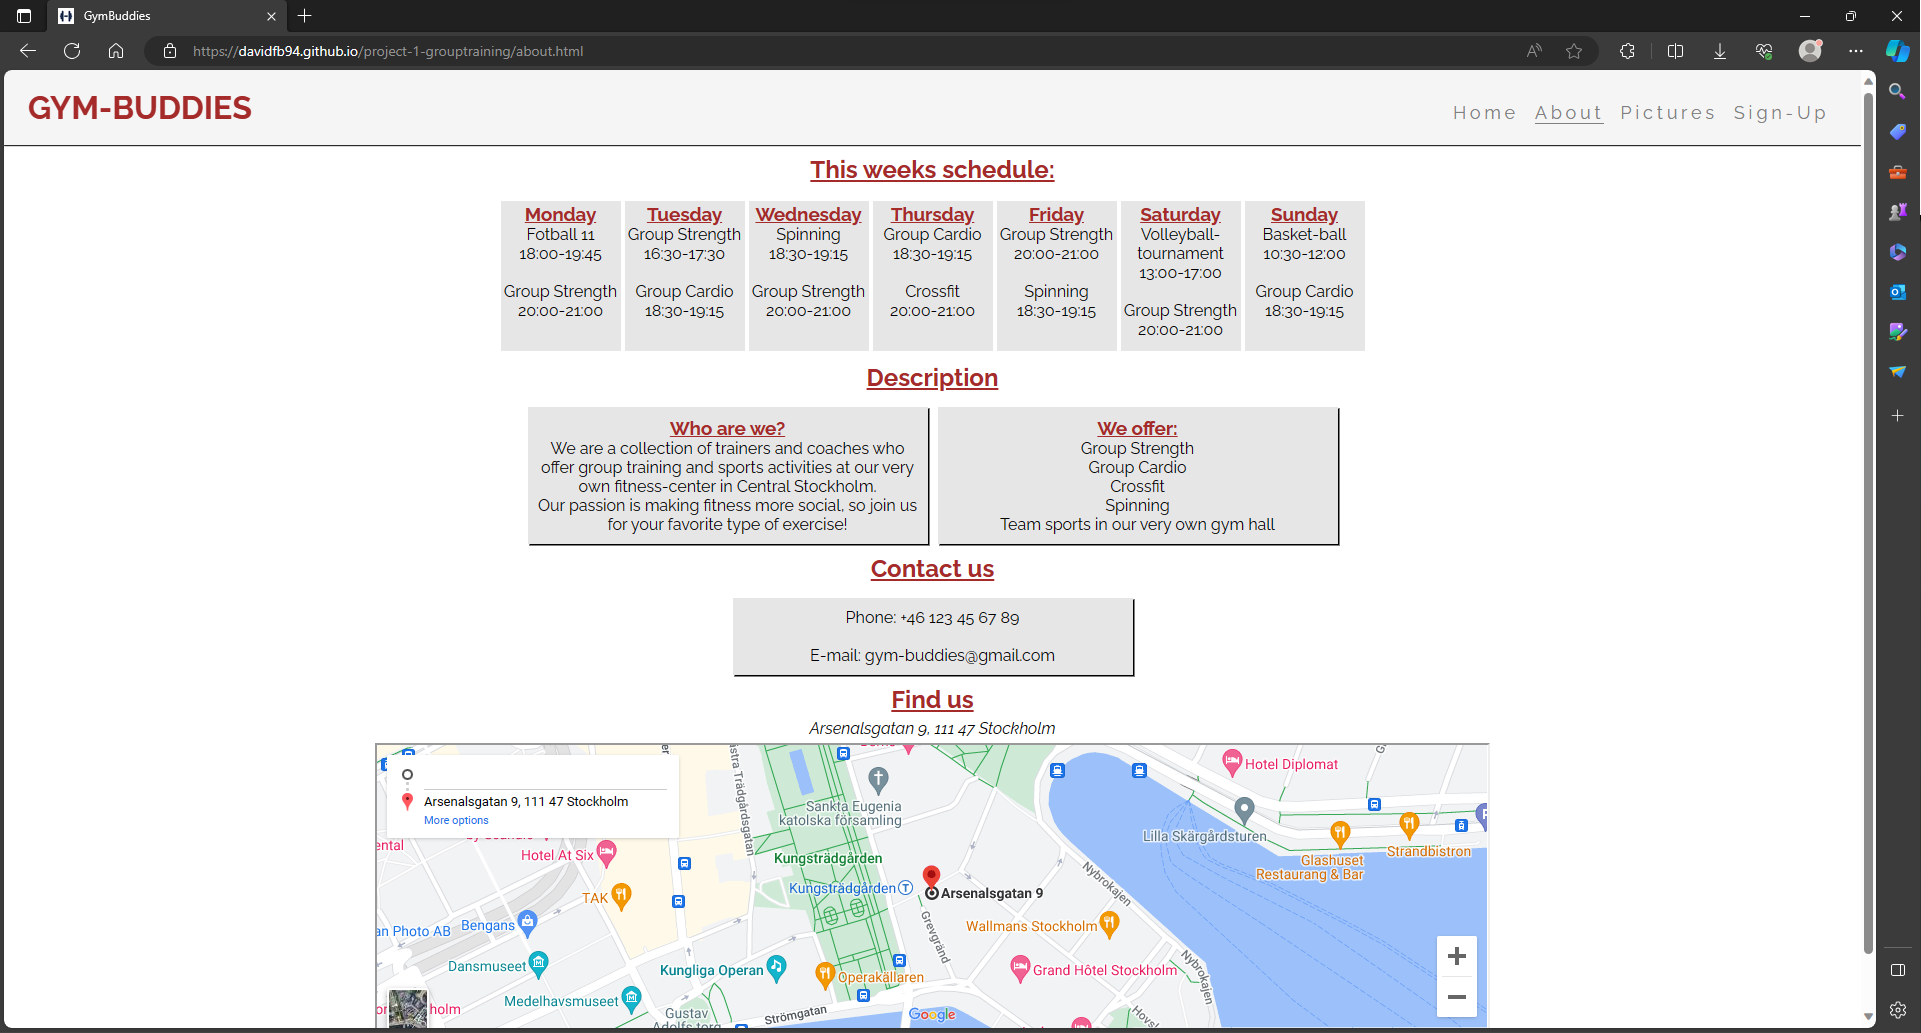 GymBuddies
https://davidfb94.github.io/project-1-grouptraining/about.html
GYM-BUDDIES
Home About Pictures Sign-Up
This weeks schedule:
Monday
Fotball 11
18:00-19:45
Group Strength
20:00-21:00
Tuesday
Group Strength
16:30-17:30
Group Cardio
18:30-19:15
Wednesday
Spinning
18:30-19:15
Group Strength
20:00-21:00
Thursday
Group Cardio
18:30-19:15
Crossfit
20:00-21:00
Friday
Group Strength
20:00-21:00
Spinning
18:30-19:15
Saturday
Volleyball-
tournament
13:00-17:00
Group Strength
20:00-21:00
Sunday
Basket-ball
10:30-12:00
Group Cardio
18:30-19:15
Description
Who are we?
We are a collection of trainers and coaches who
offer group training and sports activities at our very
own fitness-center in Central Stockholm.
Our passion is making fitness more social, so join us
for your favorite type of exercise!
We offer:
Group Strength
Group Cardio
Crossfit
Spinning
Team sports in our very own gym hall
Contact us
Phone: +46 123 45 67 89
E-mail: gym-buddies@gmail.com
Find us
Arsenalsgatan 9, 111 47 Stockholm
Arsenalsgatan 9, 111 47 Stockholm
More options
ental
Hotel At Six
TAK
Bengans
an Photo AB
Dansmuseet
Medelhavsmuseet
holm
Gustav
Adolfs torg
Strömgatan
stra Trädgårdsgatan
Sankta Eugenia
katolska församling
Kungsträdgården
Kungsträdgården
Arsenalsgatan 9
Grevgränd
Kungliga Operan
Operakällaren
Wallmans Stockholm
Grand Hôtel Stockholm
Nybrokajen
Nybrokajen
Hovsl
Hotel Diplomat
Lilla Skärgårdsturen
Glashuset
Restaurang & Bar
Strandbistron
Google